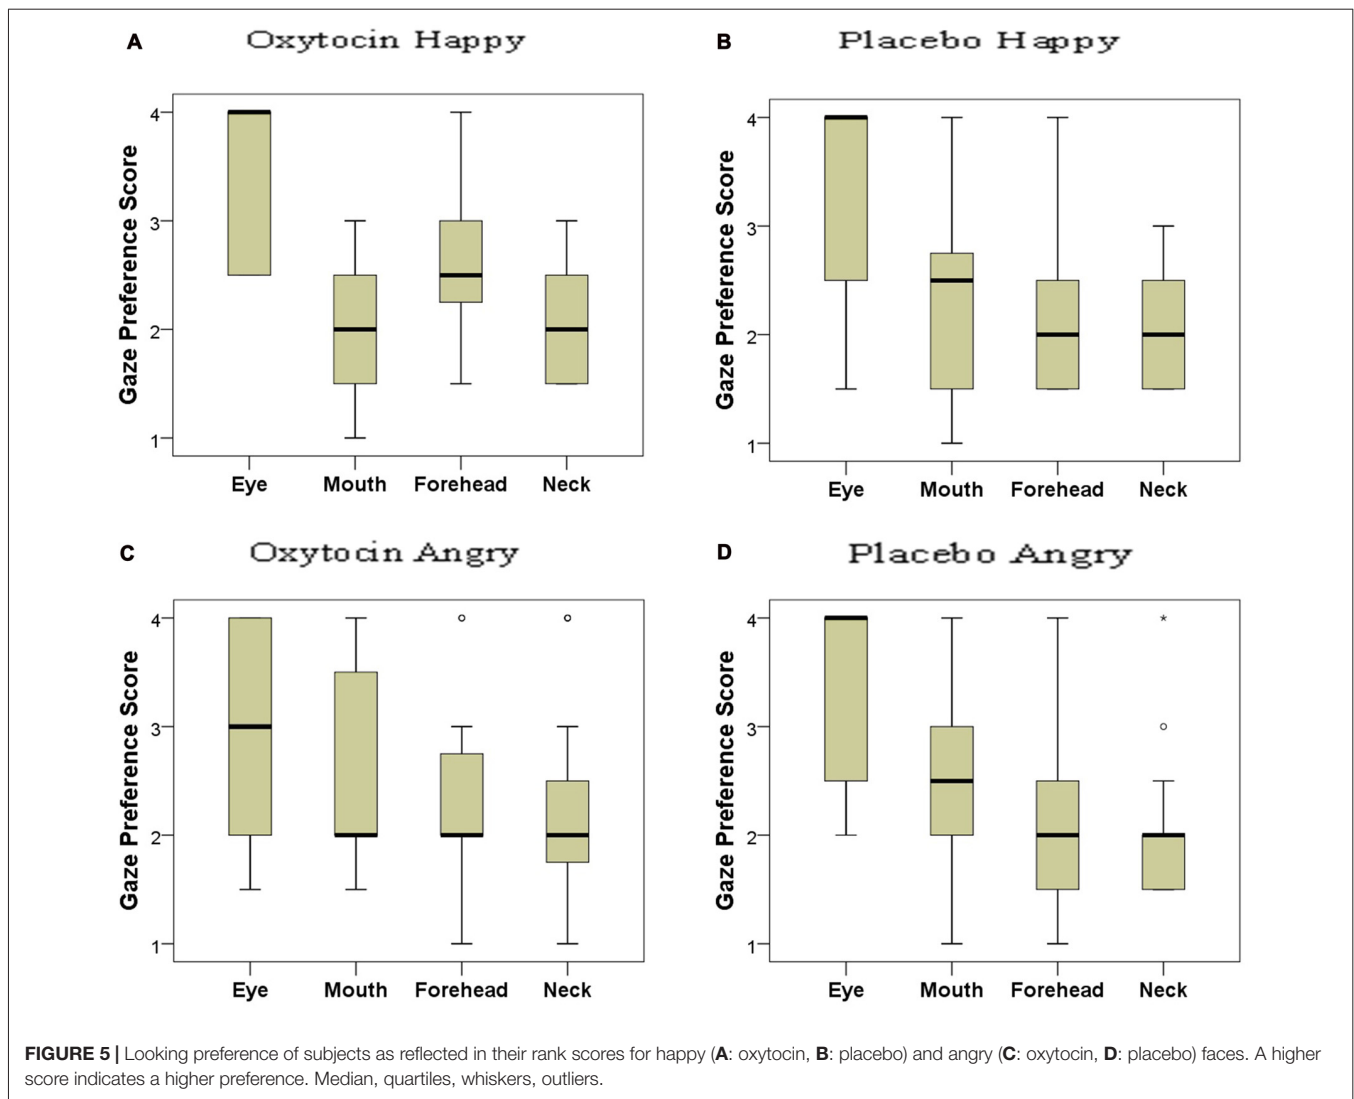 A Oxytocin Happy
4
3
2
1
Gaze Preference Score
Eye Mouth Forehead Neck
B Placebo Happy
4
3
2
1
Gaze Preference Score
Eye Mouth Forehead Neck
C Oxytocin Angry
4
3
2
1
Gaze Preference Score
Eye Mouth Forehead Neck
D Placebo Angry
4
3
2
1
Gaze Preference Score
Eye Mouth Forehead Neck
FIGURE 5 | Looking preference of subjects as reflected in their rank scores for happy (A: oxytocin, B: placebo) and angry (C: oxytocin, D: placebo) faces. A higher
score indicates a higher preference. Median, quartiles, whiskers, outliers.